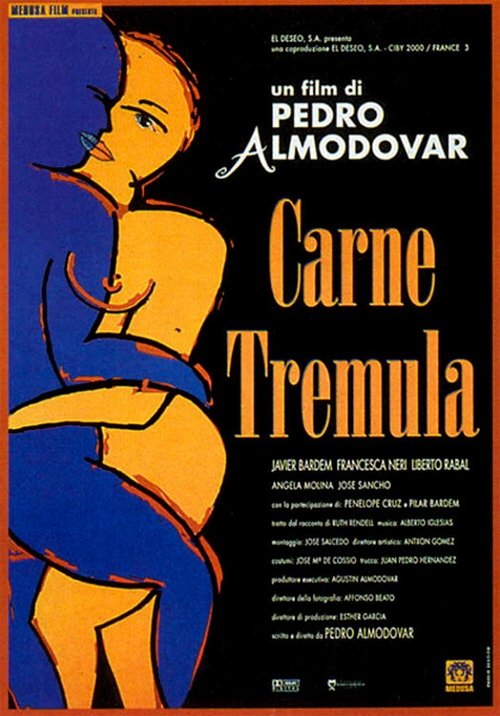 MEDUSA FILM PRESENTA
EL DESEO, S.A. presenta
una coproduzione EL DESEO, S.A. - CIBY 2000 / FRANCE 3
un film di
PEDRO
ALMODOVAR
Carne
Tremula
JAVIER BARDEM FRANCESCA NERI LIBERTO RABAL
ANGELA MOLINA JOSE SANCHO
con la partecipazione di: PENELOPE CRUZ e PILAR BARDEM
tratto dal racconto di RUTH RENDELL musica: ALBERTO IGLESIAS
montaggio: JOSE SALCEDO direttore artistico: ANTXON GOMEZ
costumi: JOSE Mª DE COSSIO trucco: JUAN PEDRO HERNANDEZ
produttore esecutivo: AGUSTIN ALMODOVAR
direttore della fotografia: AFFONSO BEATO
direttore di produzione: ESTHER GARCIA
scritto e diretto da PEDRO ALMODOVAR
DOLBY
DIGITAL
MEDUSA